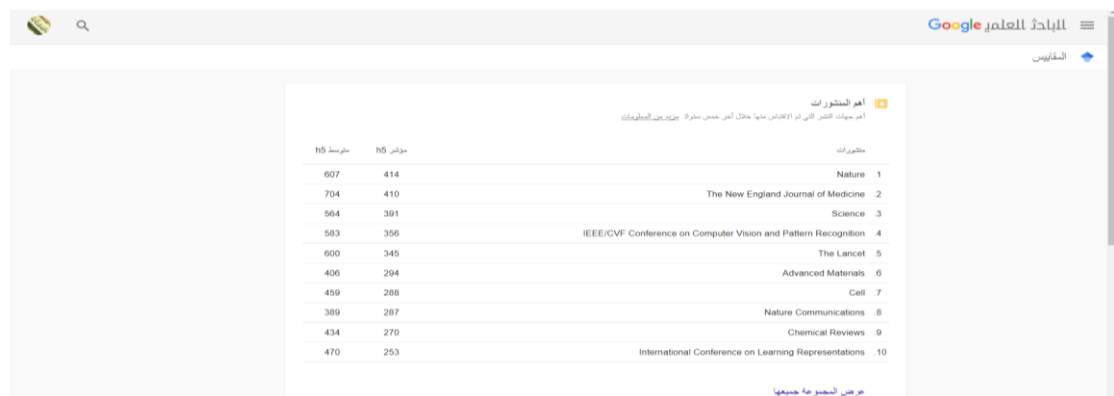 الباحث العلمي Google
المقاييس
أهم المنشورات
أهم جهات النشر التي تم الاقتباس منها خلال آخر خمس سنوات. مزيد من المعلومات
منشورات مؤشر h5 متوسط h5
1. Nature 414 607
2. The New England Journal of Medicine 410 704
3. Science 391 564
4. IEEE/CVF Conference on Computer Vision and Pattern Recognition 356 583
5. The Lancet 345 600
6. Advanced Materials 294 406
7. Cell 288 459
8. Nature Communications 287 389
9. Chemical Reviews 270 434
10. International Conference on Learning Representations 253 470
عرض المجموعة جميعها